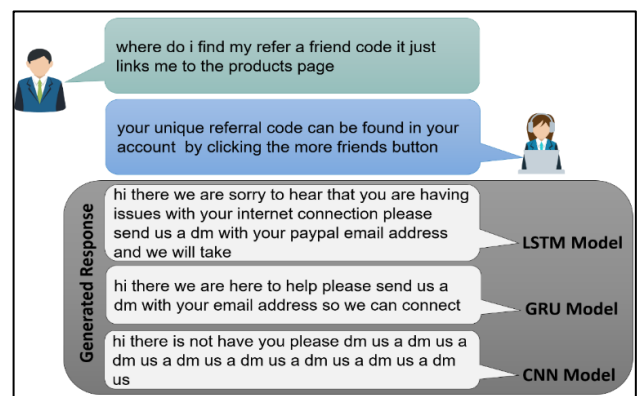 where do i find my refer a friend code it just
links me to the products page
your unique referral code can be found in your
account by clicking the more friends button
Generated Response
hi there we are sorry to hear that you are having
issues with your internet connection please
send us a dm with your paypal email address
and we will take
LSTM Model
hi there we are here to help please send us a
dm with your email address so we can connect
GRU Model
hi there is not have you please dm us a dm us a
dm us a dm us a dm us a dm us a dm us a dm
us
CNN Model